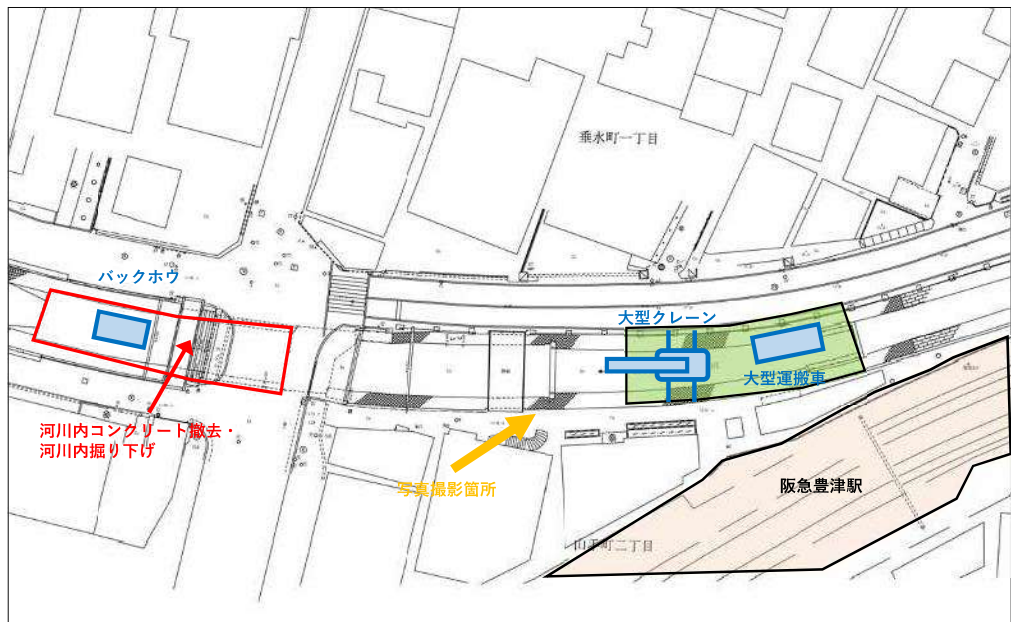 垂水町一丁目
バックホウ
大型クレーン
大型運搬車
河川内コンクリート撤去・
河川内掘り下げ
写真撮影箇所
阪急豊津駅
山手町二丁目